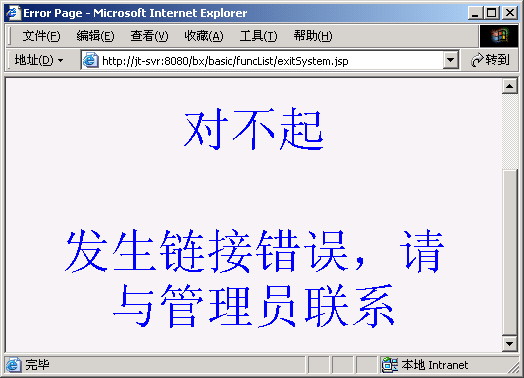 Error Page - Microsoft Internet Explorer
文件(F) 编辑(E) 查看(V) 收藏(A) 工具(T) 帮助(H)
地址(D) http://jt-svr:8080/bx/basic/funcList/exitSystem.jsp 转到
对不起
发生链接错误，请
与管理员联系
完毕 本地 Intranet